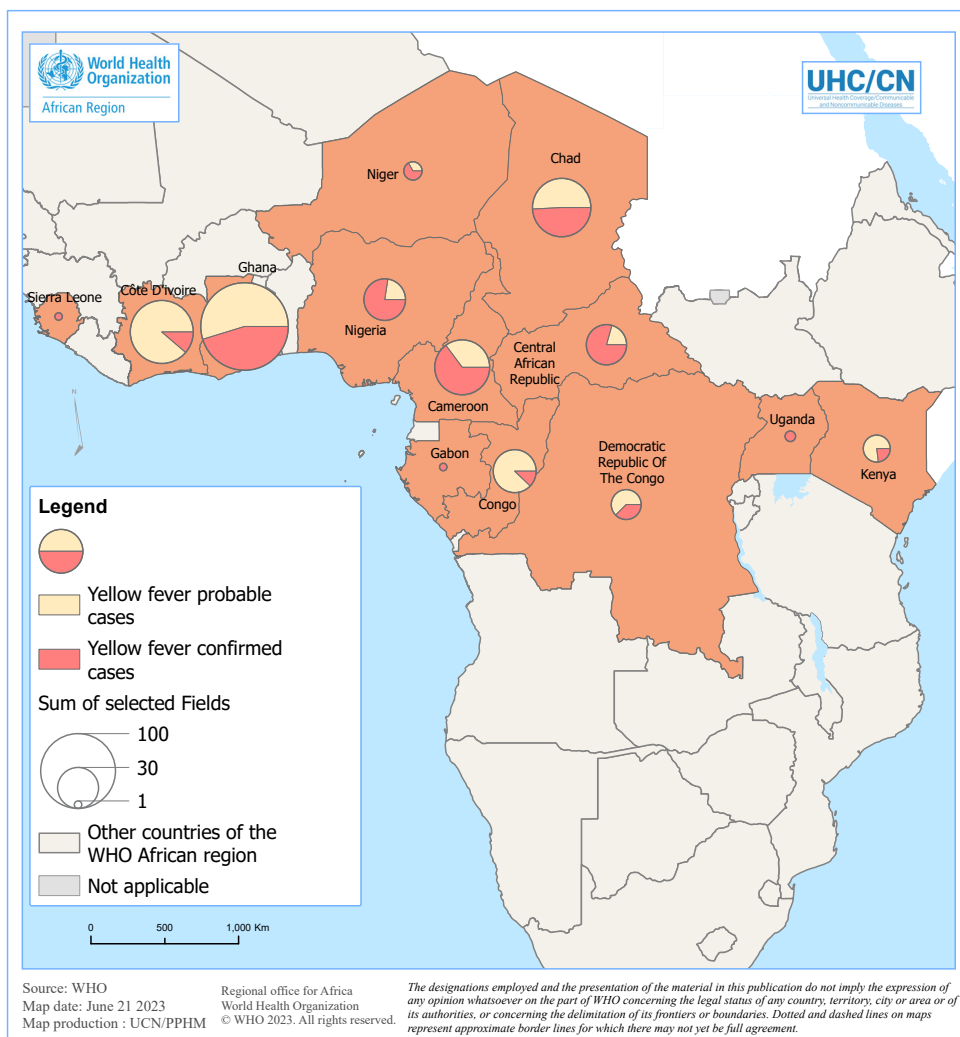 World Health
Organization
African Region
UHC/CN
Universal Health Coverage/Communicable
and Noncommunicable Diseases
Niger
Chad
Ghana
Sierra Leone
Côte D'ivoire
Nigeria
Central
African
Republic
Cameroon
Gabon
Congo
Democratic
Republic Of
The Congo
Uganda
Kenya
N
Legend
Yellow fever probable
cases
Yellow fever confirmed
cases
Sum of selected Fields
100
30
1
Other countries of the
WHO African region
Not applicable
0 500 1,000 Km
Source: WHO
Map date: June 21 2023
Map production : UCN/PPHM
Regional office for Africa
World Health Organization
© WHO 2023. All rights reserved.
The designations employed and the presentation of the material in this publication do not imply the expression of
any opinion whatsoever on the part of WHO concerning the legal status of any country, territory, city or area or of
its authorities, or concerning the delimitation of its frontiers or boundaries. Dotted and dashed lines on maps
represent approximate border lines for which there may not yet be full agreement.